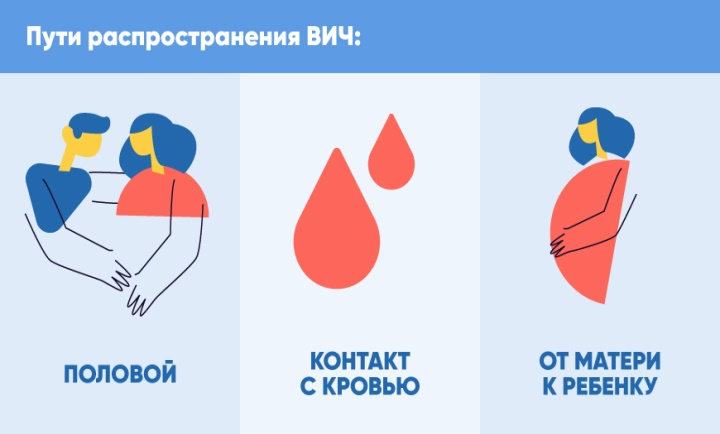 Пути распространения ВИЧ:
ПОЛОВОЙ
КОНТАКТ
С КРОВЬЮ
ОТ МАТЕРИ
К РЕБЕНКУ